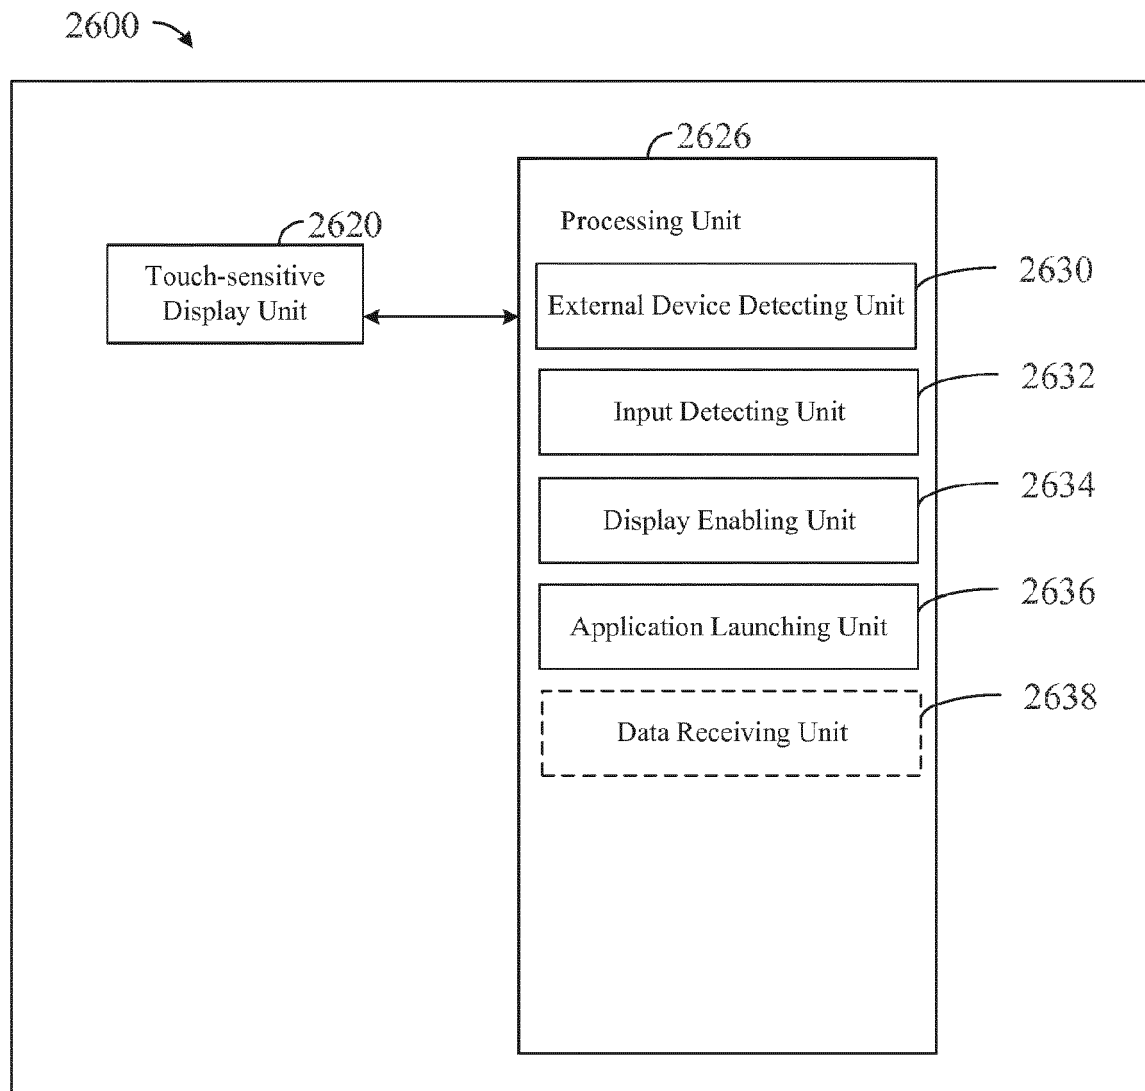 2600
2626
Processing Unit
2620
Touch-sensitive
Display Unit
2630
External Device Detecting Unit
2632
Input Detecting Unit
2634
Display Enabling Unit
2636
Application Launching Unit
2638
Data Receiving Unit